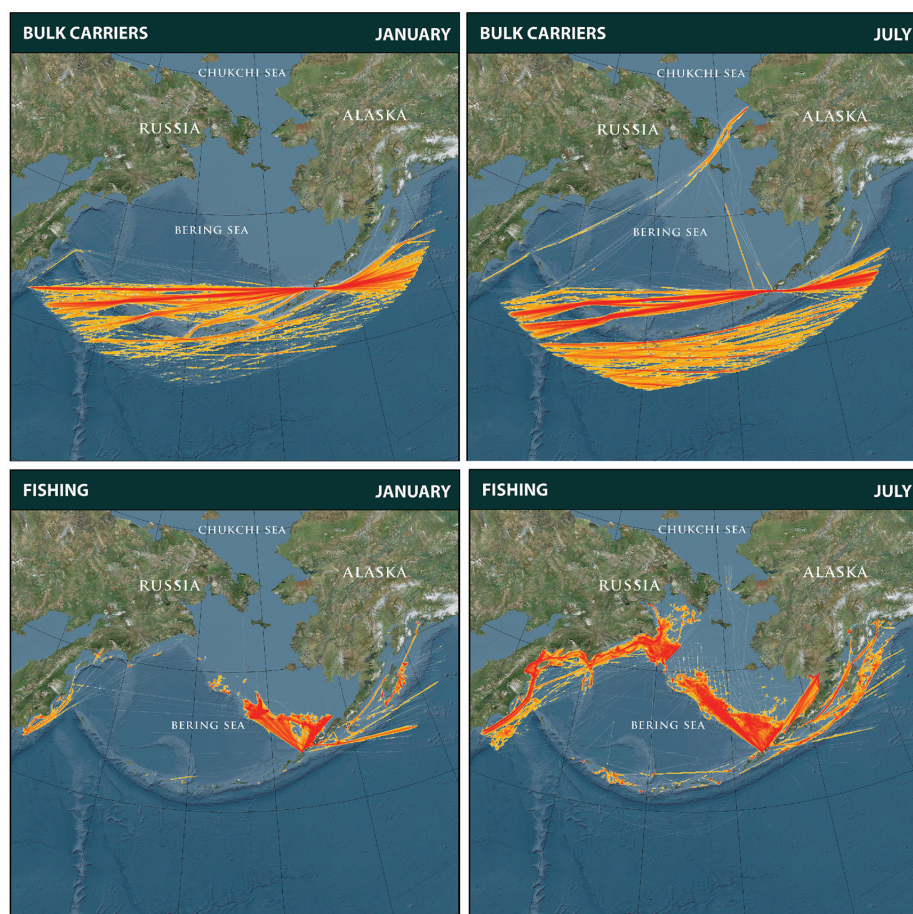 BULK CARRIERS JANUARY
CHUKCHI SEA
ALASKA
RUSSIA
BERING SEA
BULK CARRIERS JULY
CHUKCHI SEA
ALASKA
RUSSIA
BERING SEA
FISHING JANUARY
CHUKCHI SEA
ALASKA
RUSSIA
BERING SEA
FISHING JULY
CHUKCHI SEA
ALASKA
RUSSIA
BERING SEA